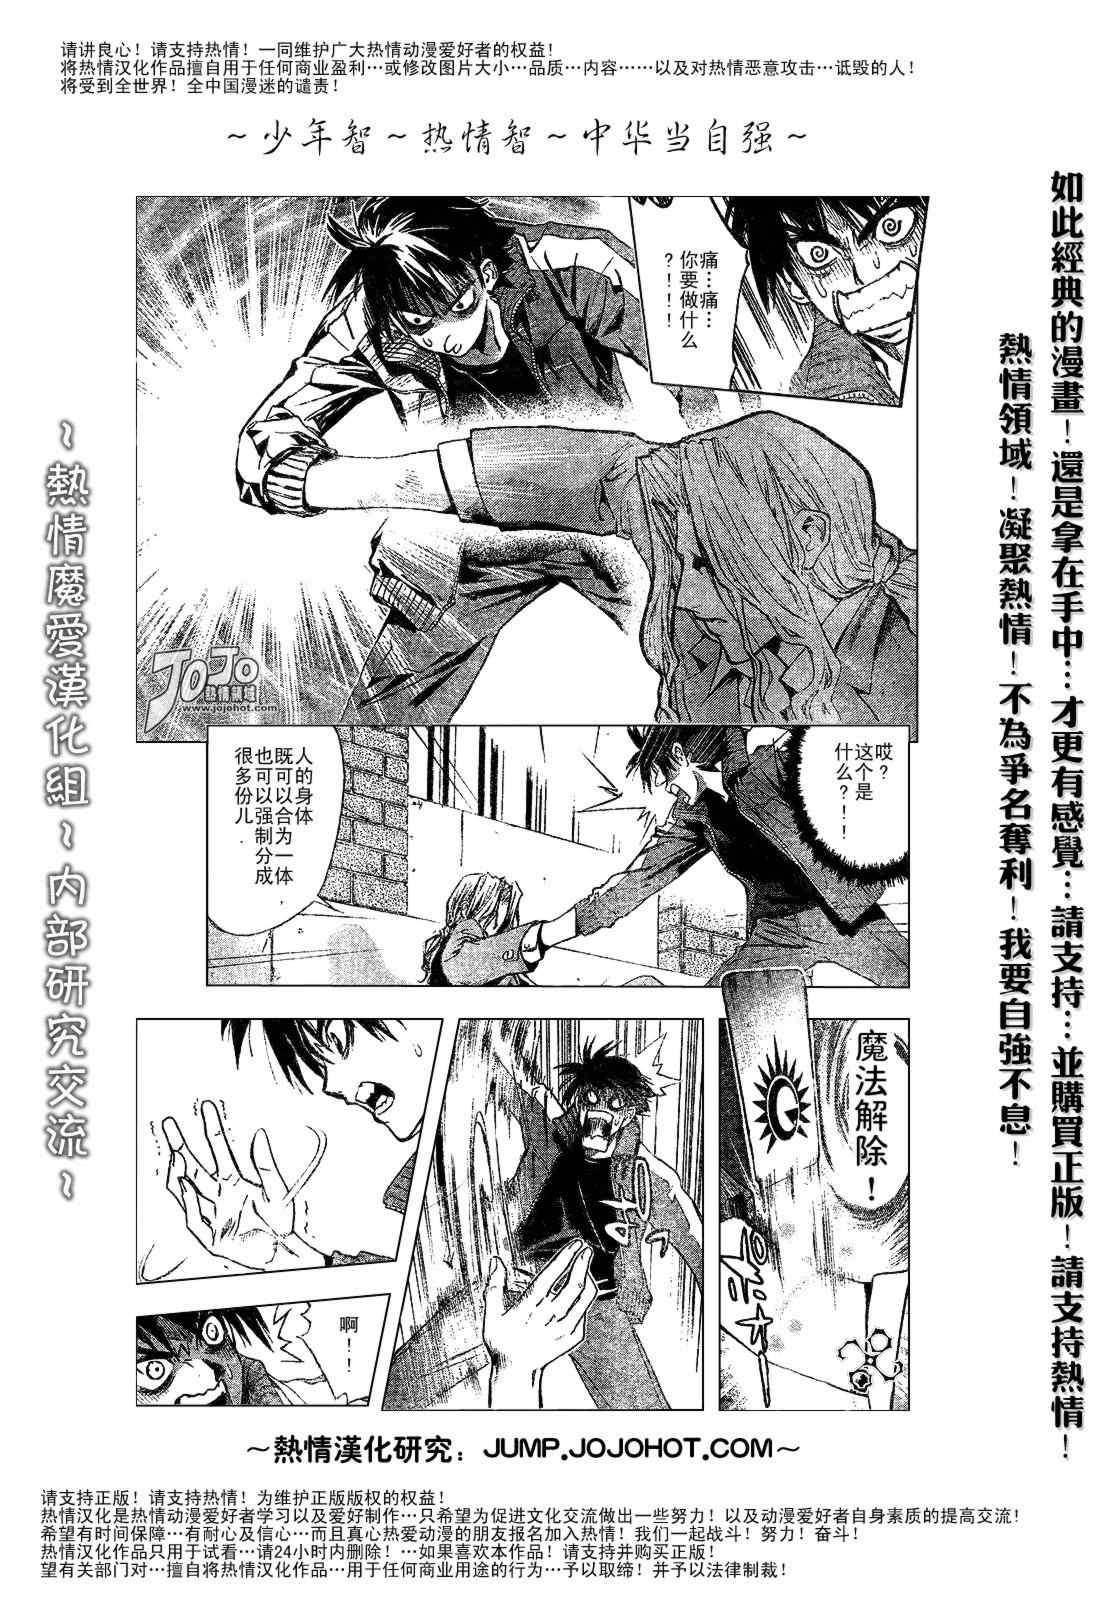 请讲良心！请支持热情！一同维护广大热情动漫爱好者的权益！
将热情汉化作品擅自用于任何商业盈利…或修改图片大小…品质…内容……以及对热情恶意攻击…诋毁的人！
将受到全世界！全中国漫迷的谴责！
～少年智～热情智～中华当自强～
如此經典的漫畫！還是拿在手中…才更有感覺…請支持…並購買正版！請支持熱情！
熱情領域！凝聚熱情！不為爭名奪利！我要自強不息！
～熱情魔愛漢化組～内部研究交流～
痛…痛…
你要做什么
？！！！
JOJO
熱情領域
www.jojohot.com
哎？
这个是
什么？！！
人的身体
既可以合为一体
也可以强制分成
很多份儿
魔法解除！
G
啊！！
～熱情漢化研究：JUMP.JOJOHOT.COM～
请支持正版！请支持热情！为维护正版版权的权益！
热情汉化是热情动漫爱好者学习以及爱好制作…只希望为促进文化交流做出一些努力！以及动漫爱好者自身素质的提高交流！
希望有时间保障…有耐心及信心…而且真心热爱动漫的朋友报名加入热情！我们一起战斗！努力！奋斗！
热情汉化作品只用于试看…请24小时内删除！…如果喜欢本作品！请支持并购买正版！
望有关部门对…擅自将热情汉化作品…用于任何商业用途的行为…予以取缔！并予以法律制裁！